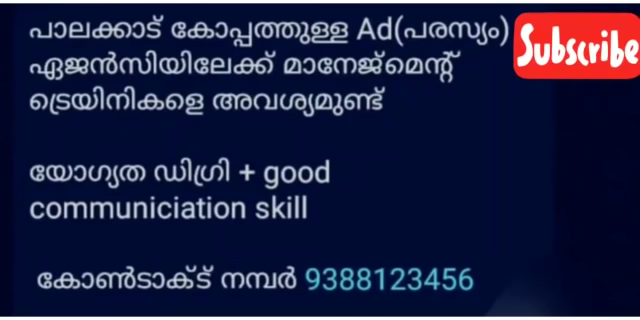 പാലക്കാട് കോപ്പത്തുള്ള Ad(പരസ്യം)
ഏജൻസിയിലേക്ക് മാനേജ്മെന്റ്
ട്രെയിനികളെ അവശ്യമുണ്ട്
Subscribe
യോഗ്യത ഡിഗ്രി + good
communiciation skill
കോൺടാക്ട് നമ്പർ 9388123456